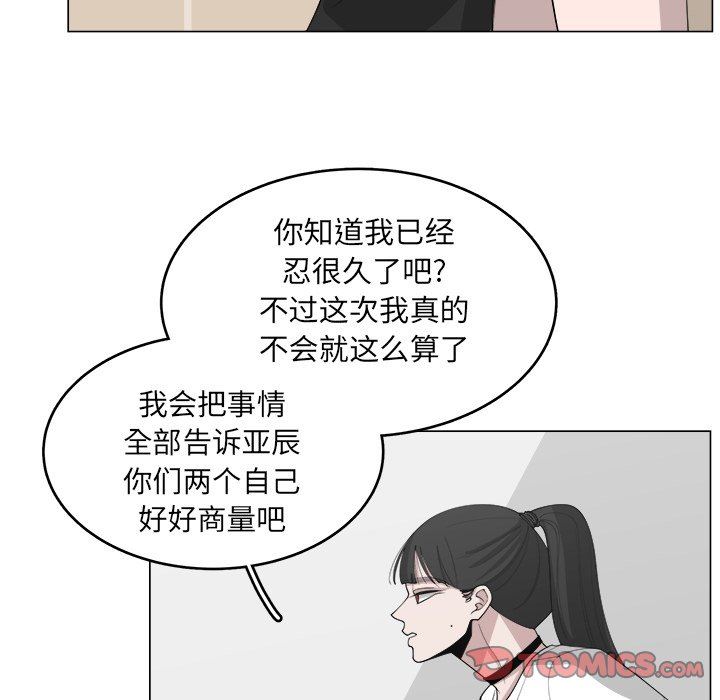 你知道我已经
忍很久了吧?
不过这次我真的
不会就这么算了
我会把事情
全部告诉亚辰
你们两个自己
好好商量吧
TOOMICS.COM